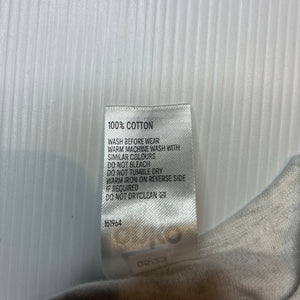 100% COTTON
WASH BEFORE WEAR
WARM MACHINE WASH WITH
SIMILAR COLOURS
DO NOT BLEACH
DO NOT TUMBLE DRY
WARM IRON ON REVERSE SIDE
IF REQUIRED
DO NOT DRYCLEAN
161964